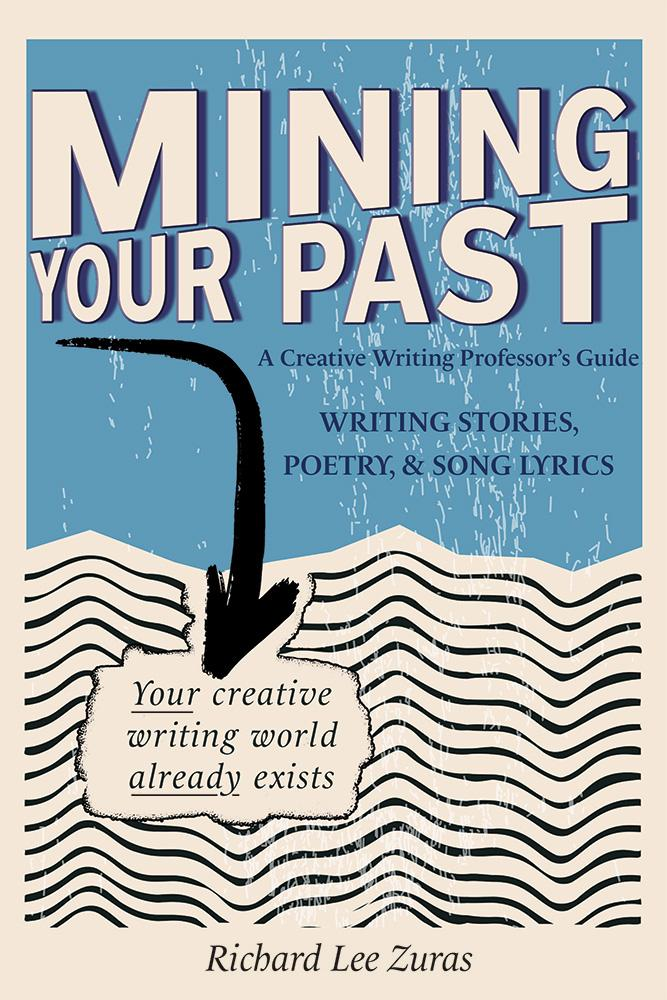 MINING
YOUR PAST
A Creative Writing Professor's Guide
WRITING STORIES,
POETRY, & SONG LYRICS
Your creative
writing world
already exists
Richard Lee Zuras